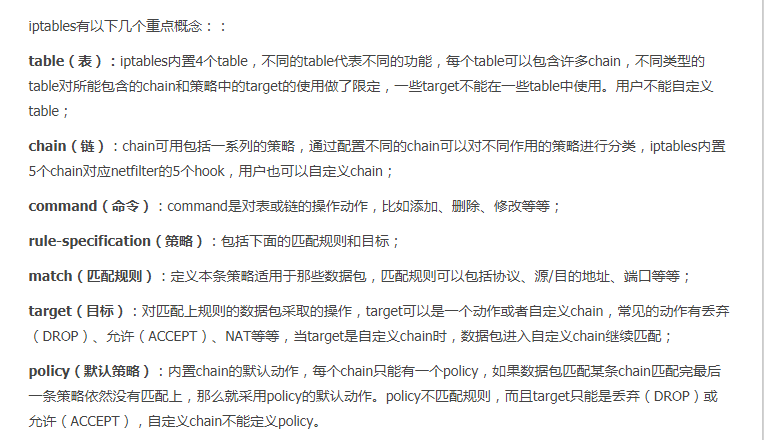 iptables有以下几个重点概念：：
table（表）：iptables内置4个table，不同的table代表不同的功能，每个table可以包含许多chain，不同类型的
table对所能包含的chain和策略中的target的使用做了限定，一些target不能在一些table中使用。用户不能自定义
table；
chain（链）：chain可用包括一系列的策略，通过配置不同的chain可以对不同作用的策略进行分类，iptables内置
5个chain对应netfilter的5个hook，用户也可以自定义chain；
command（命令）：command是对表或链的操作动作，比如添加、删除、修改等等；
rule-specification（策略）：包括下面的匹配规则和目标；
match（匹配规则）：定义本条策略适用于那些数据包，匹配规则可以包括协议、源/目的地址、端口等等；
target（目标）：对匹配上规则的数据包采取的操作，target可以是一个动作或者自定义chain，常见的动作有丢弃
（DROP）、允许（ACCEPT）、NAT等等，当target是自定义chain时，数据包进入自定义chain继续匹配；
policy（默认策略）：内置chain的默认动作，每个chain只能有一个policy，如果数据包匹配某条chain匹配完最后
一条策略依然没有匹配上，那么就采用policy的默认动作。policy不匹配规则，而且target只能是丢弃（DROP）或
允许（ACCEPT），自定义chain不能定义policy。